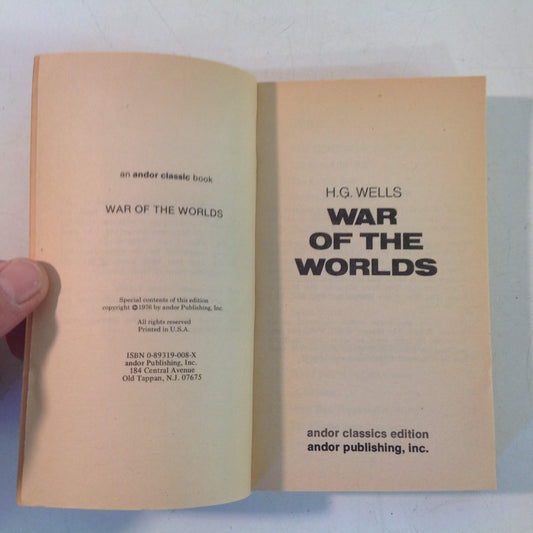 an andor classic book
WAR OF THE WORLDS
Special contents of this edition
copyright © 1976 by andor Publishing, Inc.
All rights reserved
Printed in U.S.A.
ISBN 0-89319-008-X
andor Publishing, Inc.
184 Central Avenue
Old Tappan, N.J. 07675
H.G. WELLS
WAR
OF THE
WORLDS
andor classics edition
andor publishing, inc.